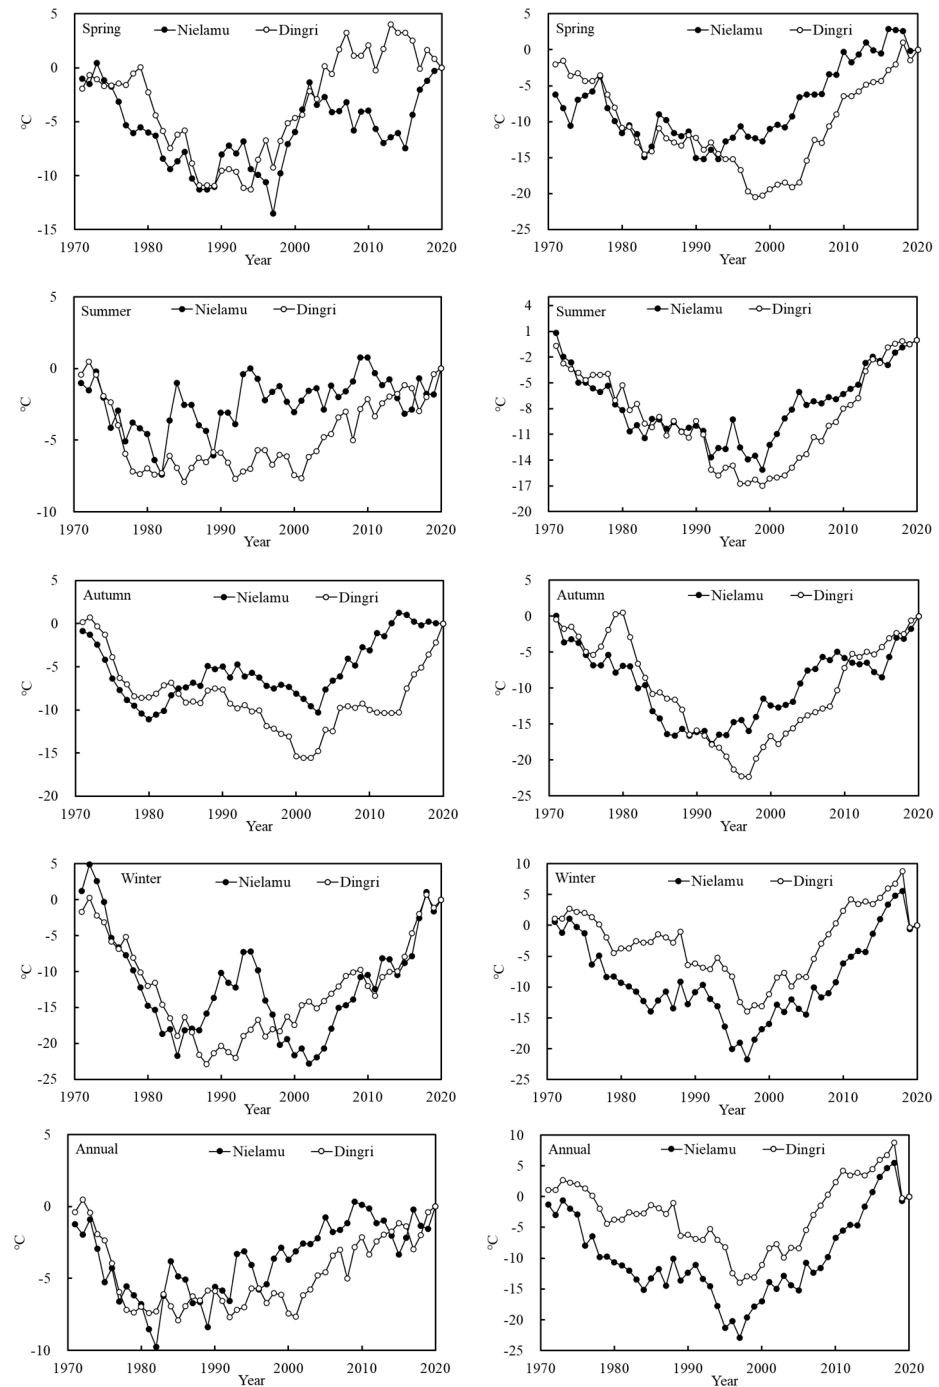 Spring Nielamu Dingri
5
0
-5
-10
-15
°C
1970 1980 1990 2000 2010 2020
Year
Spring Nielamu Dingri
5
0
-5
-10
-15
-20
-25
°C
1970 1980 1990 2000 2010 2020
Year
Summer Nielamu Dingri
5
0
-5
-10
°C
1970 1980 1990 2000 2010 2020
Year
Summer Nielamu Dingri
4
1
-2
-5
-8
-11
-14
-17
-20
°C
1970 1980 1990 2000 2010 2020
Year
Autumn Nielamu Dingri
5
0
-5
-10
-15
-20
°C
1970 1980 1990 2000 2010 2020
Year
Autumn Nielamu Dingri
5
0
-5
-10
-15
-20
-25
°C
1970 1980 1990 2000 2010 2020
Year
Winter Nielamu Dingri
5
0
-5
-10
-15
-20
-25
°C
1970 1980 1990 2000 2010 2020
Year
Winter Nielamu Dingri
10
5
0
-5
-10
-15
-20
-25
°C
1970 1980 1990 2000 2010 2020
Year
Annual Nielamu Dingri
5
0
-5
-10
°C
1970 1980 1990 2000 2010 2020
Year
Annual Nielamu Dingri
10
5
0
-5
-10
-15
-20
-25
°C
1970 1980 1990 2000 2010 2020
Year